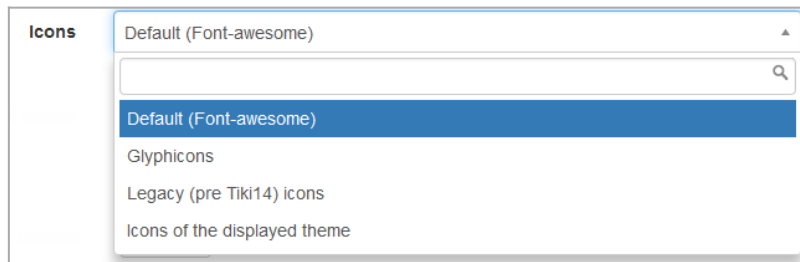 Icons
Default (Font-awesome)
Default (Font-awesome)
Glyphicons
Legacy (pre Tiki14) icons
Icons of the displayed theme